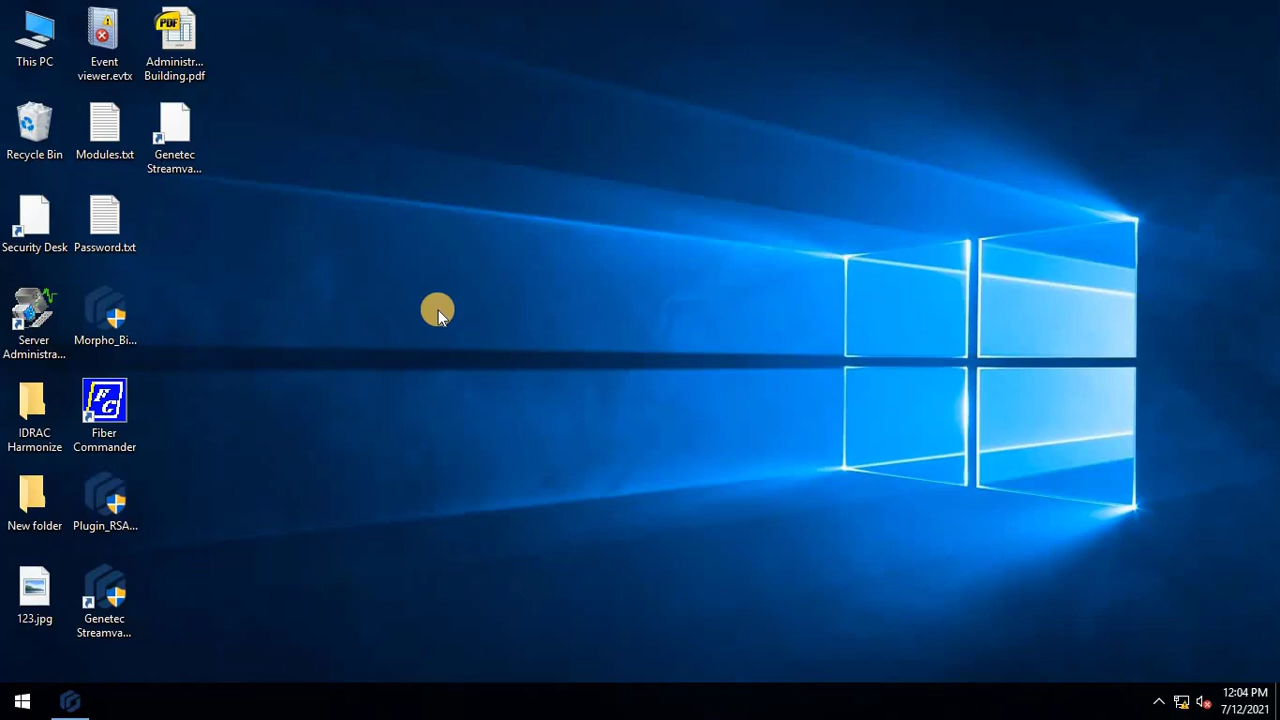 This PC
Event
viewer.evtx
PDF
Administr...
Building.pdf
Recycle Bin
Modules.txt
Genetec
Streamva...
Security Desk
Password.txt
Server
Administra...
Morpho_Bi...
IDRAC
Harmonize
FC
Fiber
Commander
New folder
Plugin_RSA...
123.jpg
Genetec
Streamva...
12:04 PM
7/12/2021